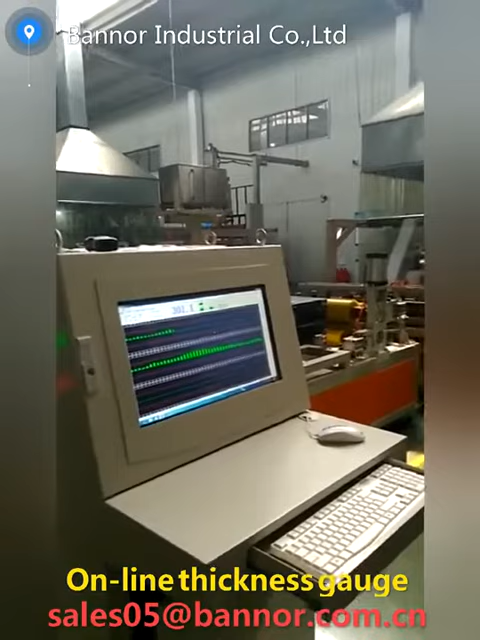 Bannor Industrial Co.,Ltd
On-line thickness gauge
sales05@bannor.com.cn